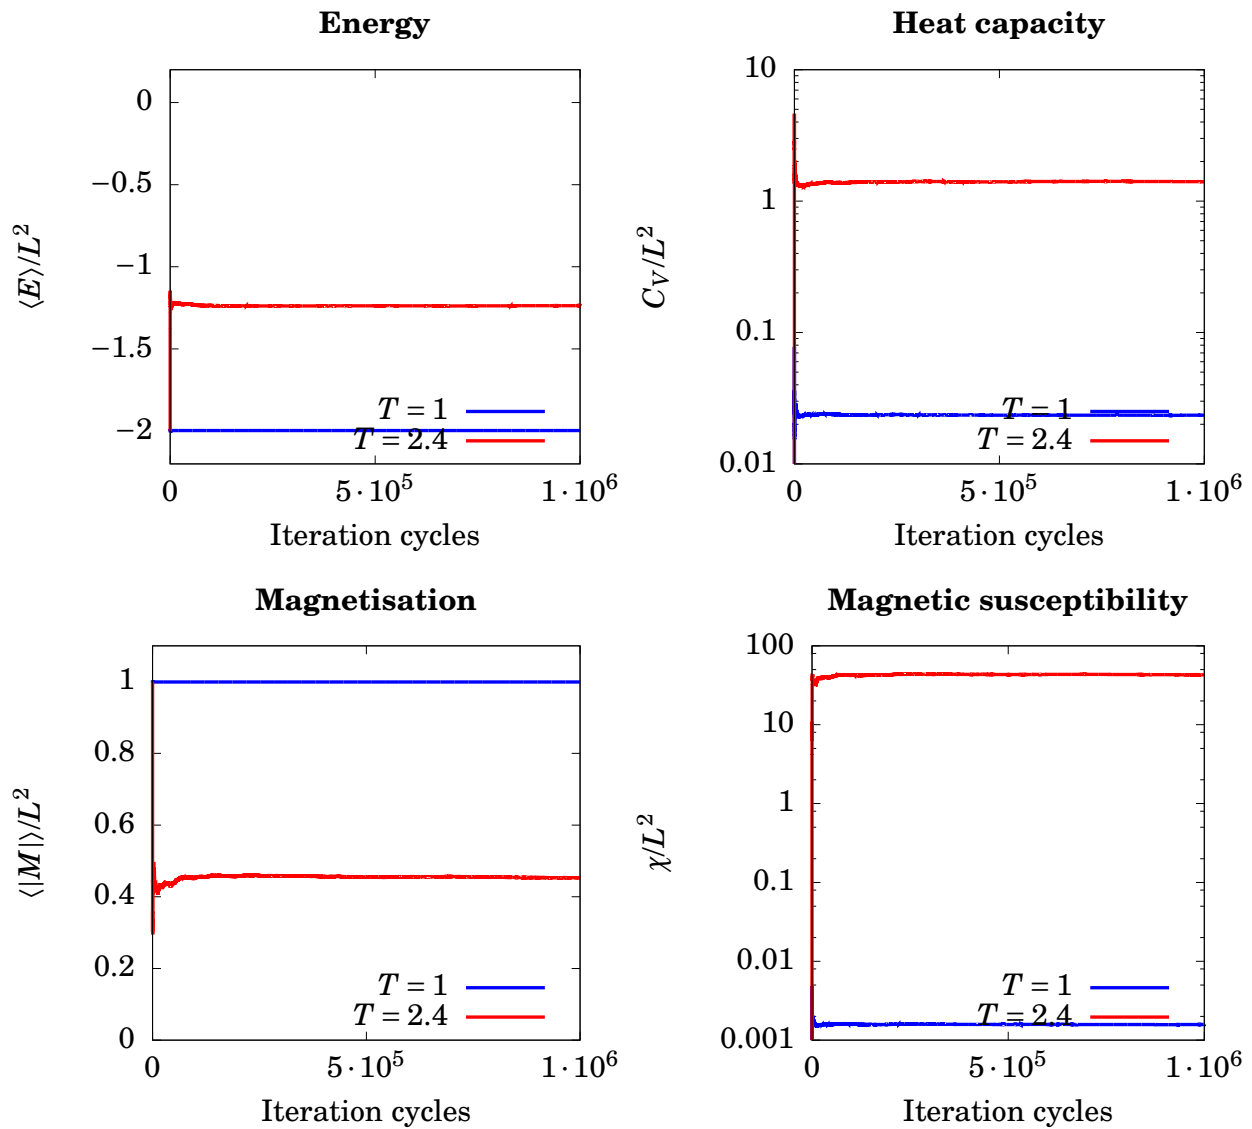 Energy
0
−0.5
−1
−1.5
−2
⟨E⟩/L²
T = 1
T = 2.4
0
5·10⁵
1·10⁶
Iteration cycles
Heat capacity
10
1
0.1
0.01
C_V/L²
T = 1
T = 2.4
0
5·10⁵
1·10⁶
Iteration cycles
Magnetisation
1
0.8
0.6
0.4
0.2
0
⟨|M|⟩/L²
T = 1
T = 2.4
0
5·10⁵
1·10⁶
Iteration cycles
Magnetic susceptibility
100
10
1
0.1
0.01
0.001
χ/L²
T = 1
T = 2.4
0
5·10⁵
1·10⁶
Iteration cycles